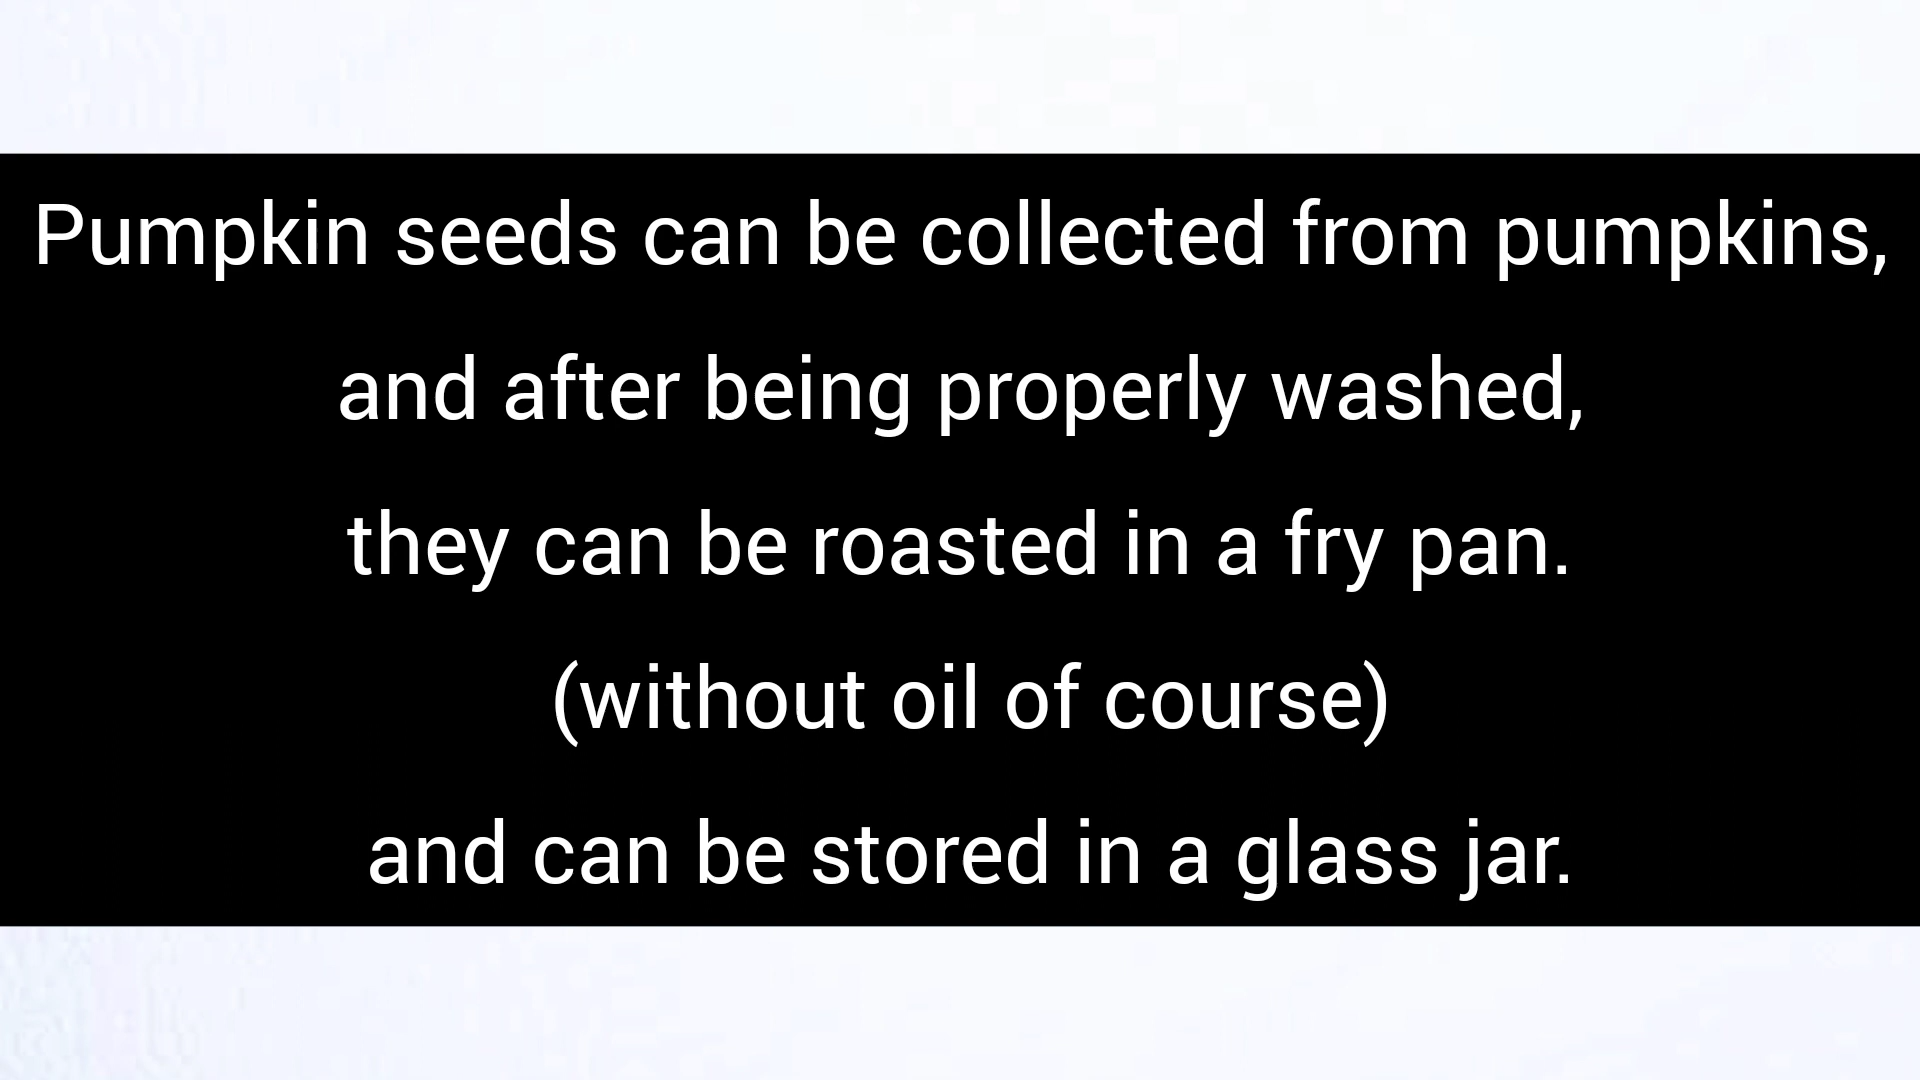 Pumpkin seeds can be collected from pumpkins,
and after being properly washed,
they can be roasted in a fry pan.
(without oil of course)
and can be stored in a glass jar.